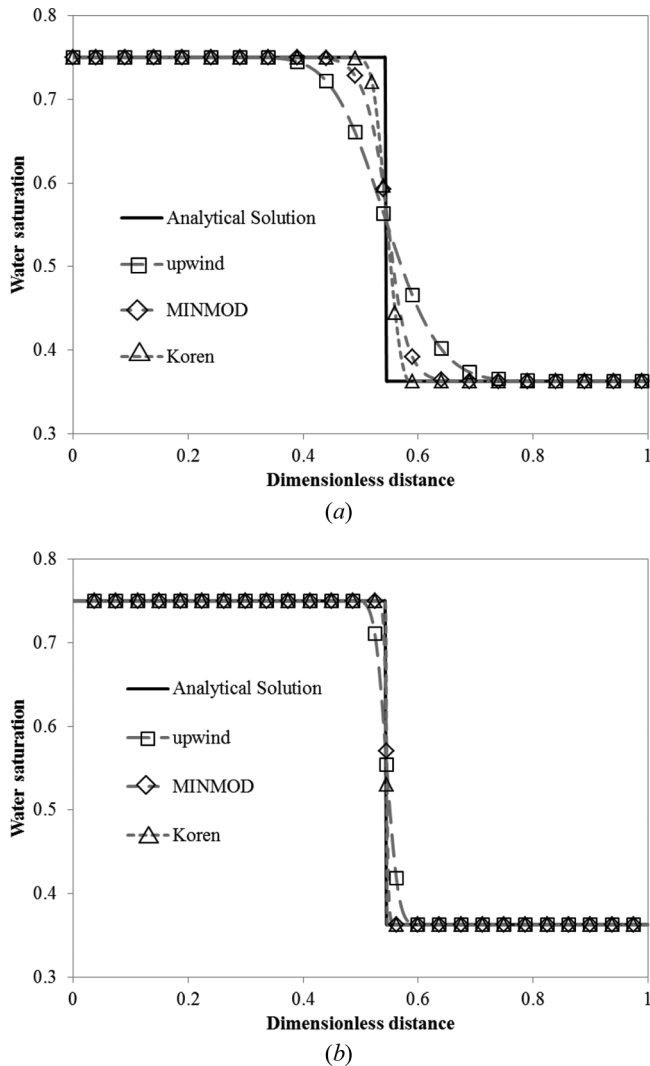 0.8
0.7
0.6
0.5
0.4
0.3
Water saturation
Analytical Solution
upwind
MINMOD
Koren
0 0.2 0.4 0.6 0.8 1
Dimensionless distance
(a)
0.8
0.7
0.6
0.5
0.4
0.3
Water saturation
Analytical Solution
upwind
MINMOD
Koren
0 0.2 0.4 0.6 0.8 1
Dimensionless distance
(b)